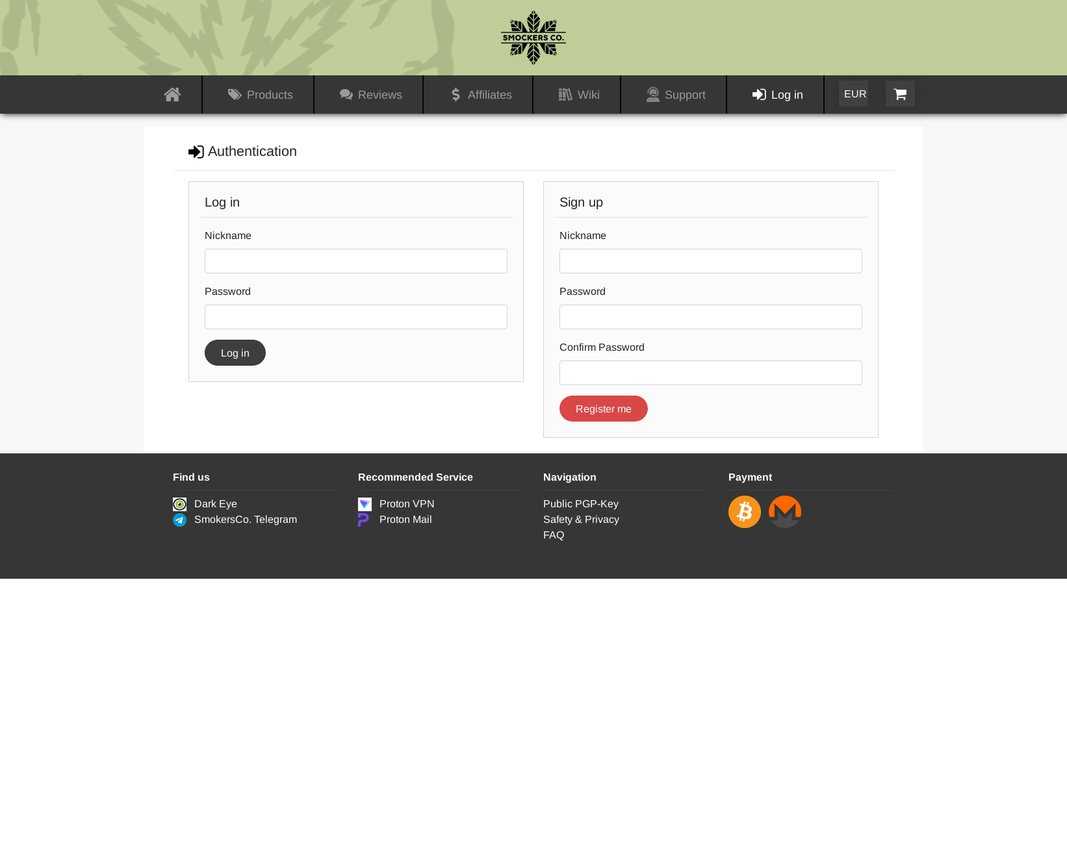 SMOCKERS CO.
Products Reviews Affiliates Wiki Support Log in EUR
Authentication
Log in
Nickname
Password
Log in
Sign up
Nickname
Password
Confirm Password
Register me
Find us
Dark Eye
SmokersCo. Telegram
Recommended Service
Proton VPN
Proton Mail
Navigation
Public PGP-Key
Safety & Privacy
FAQ
Payment